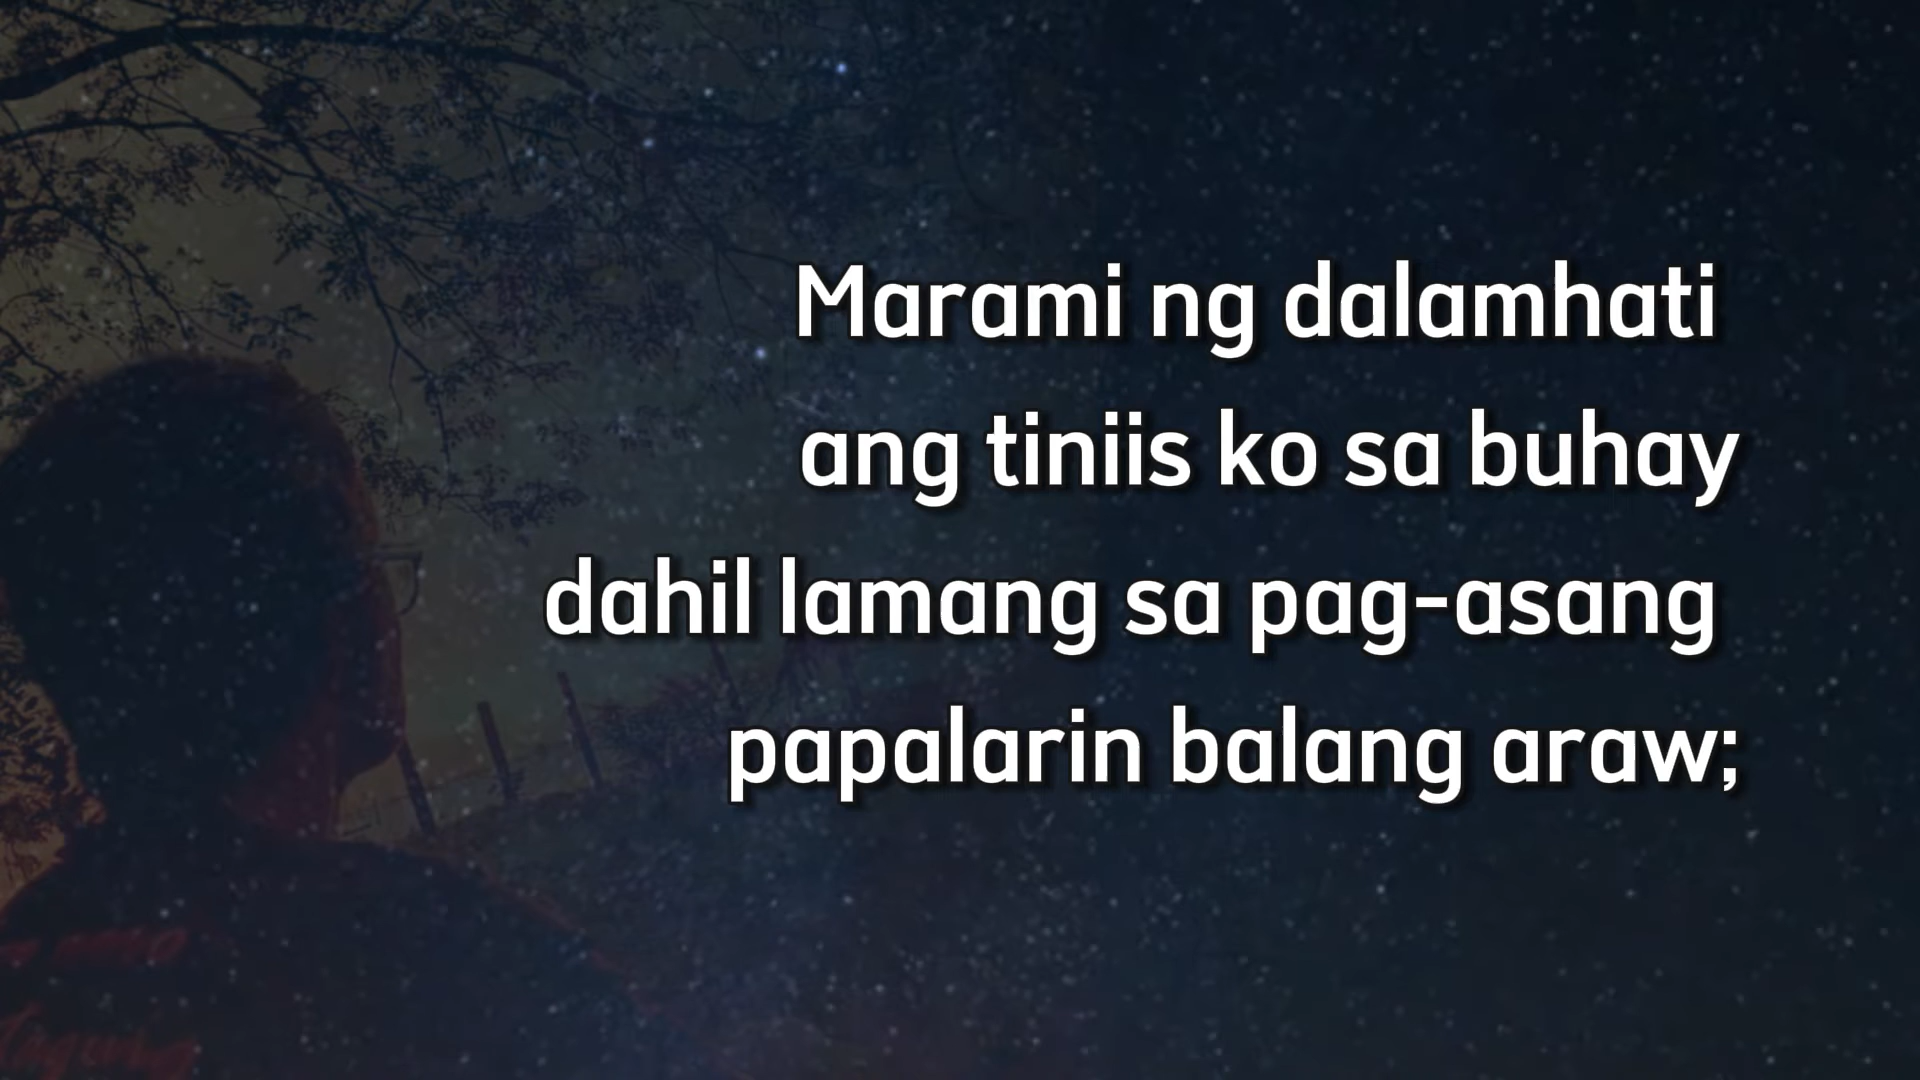 Marami ng dalamhati
ang tiniis ko sa buhay
dahil lamang sa pag-asang
papalarin balang araw;